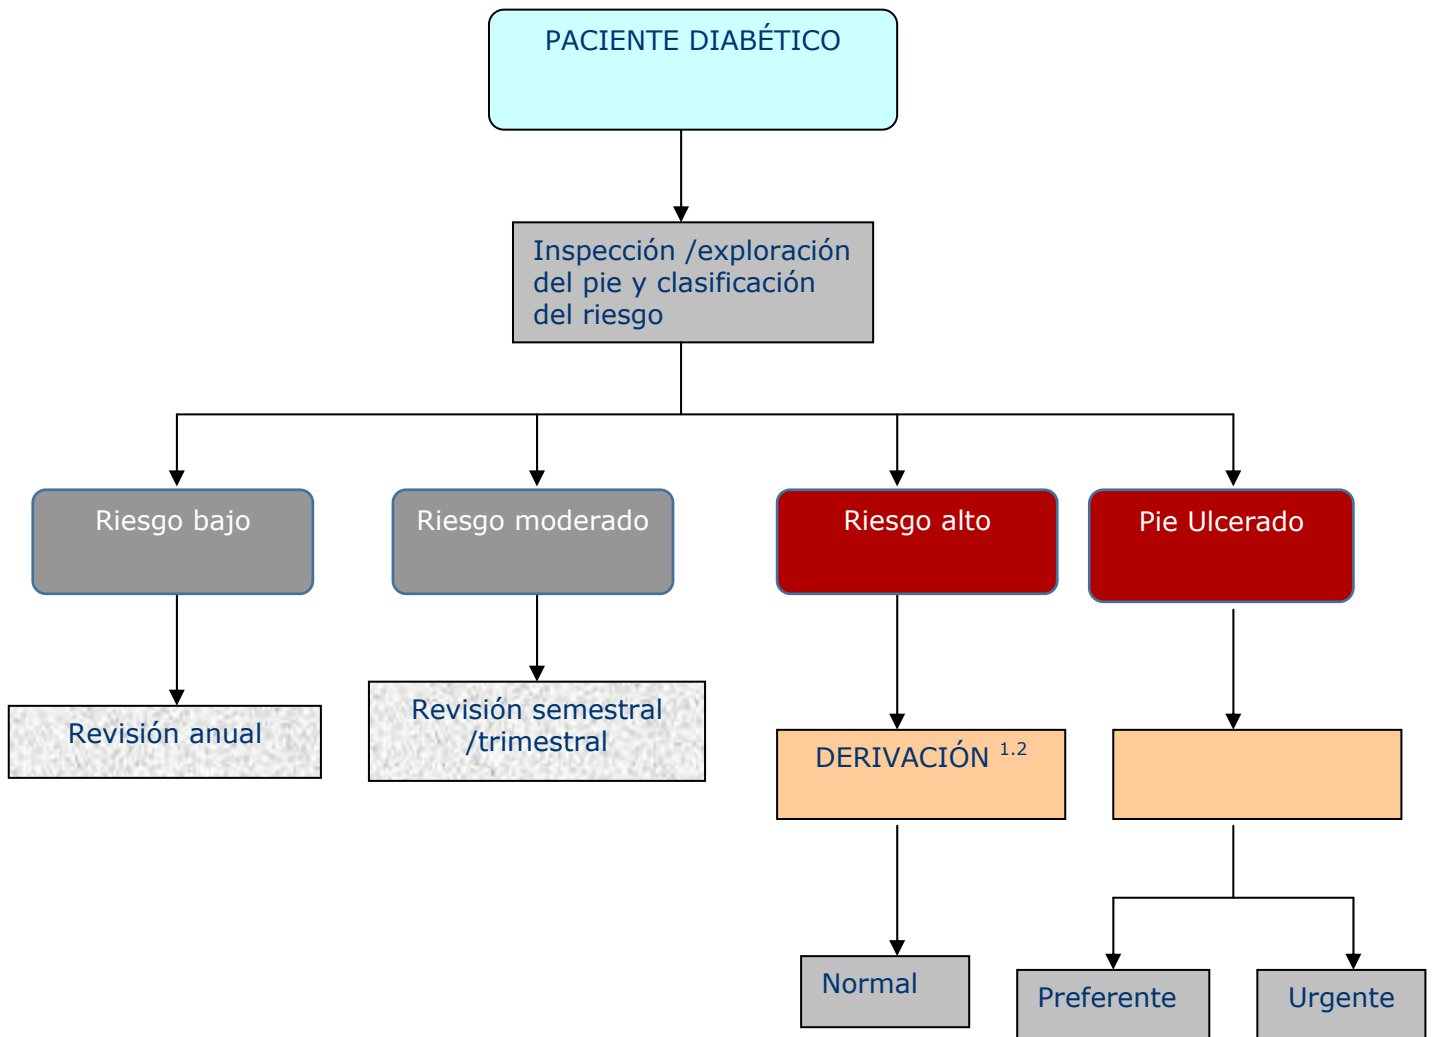 PACIENTE DIABÉTICO
Inspección /exploración
del pie y clasificación
del riesgo
Riesgo bajo
Riesgo moderado
Riesgo alto
Pie Ulcerado
Revisión anual
Revisión semestral
/trimestral
DERIVACIÓN 1.2
Normal
Preferente
Urgente